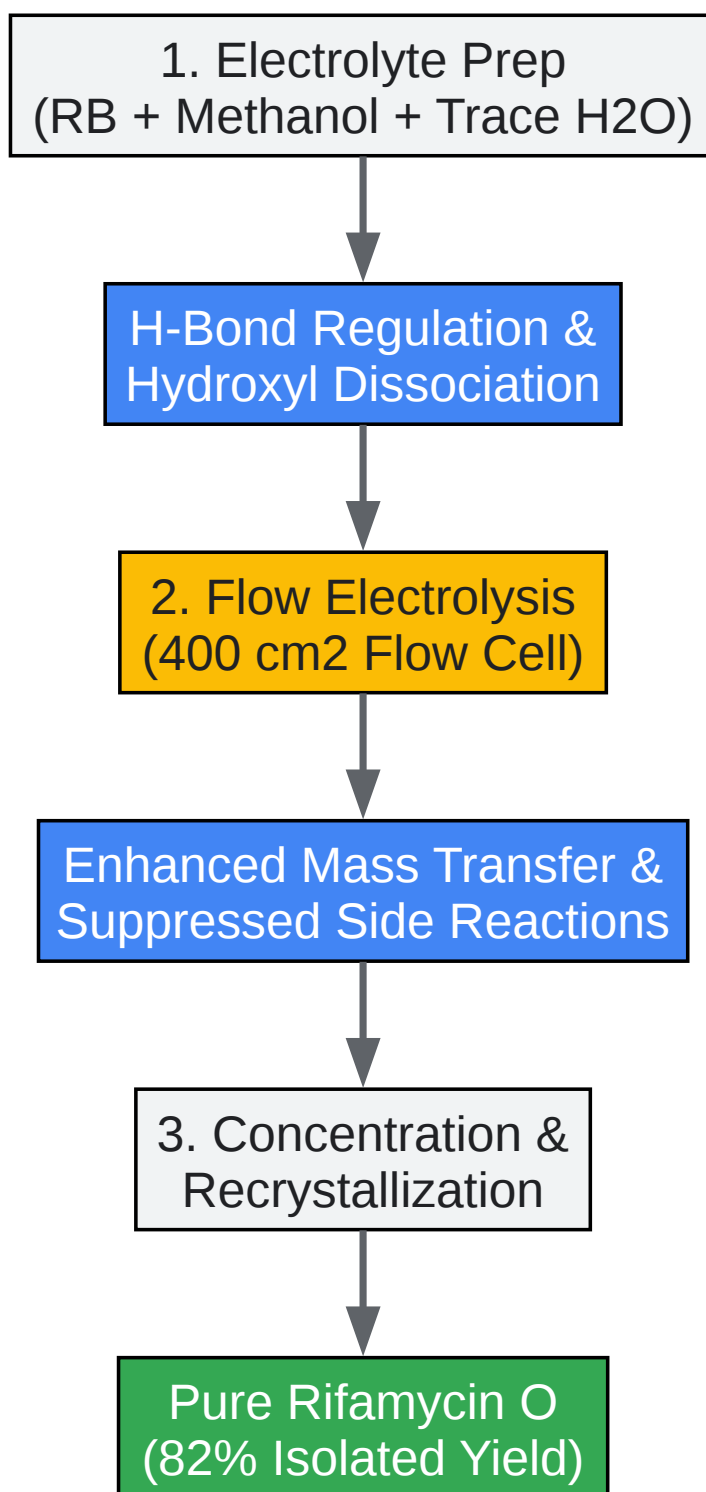 1. Electrolyte Prep
(RB + Methanol + Trace H2O)
H-Bond Regulation &
Hydroxyl Dissociation
2. Flow Electrolysis
(400 cm2 Flow Cell)
Enhanced Mass Transfer &
Suppressed Side Reactions
3. Concentration &
Recrystallization
Pure Rifamycin O
(82% Isolated Yield)